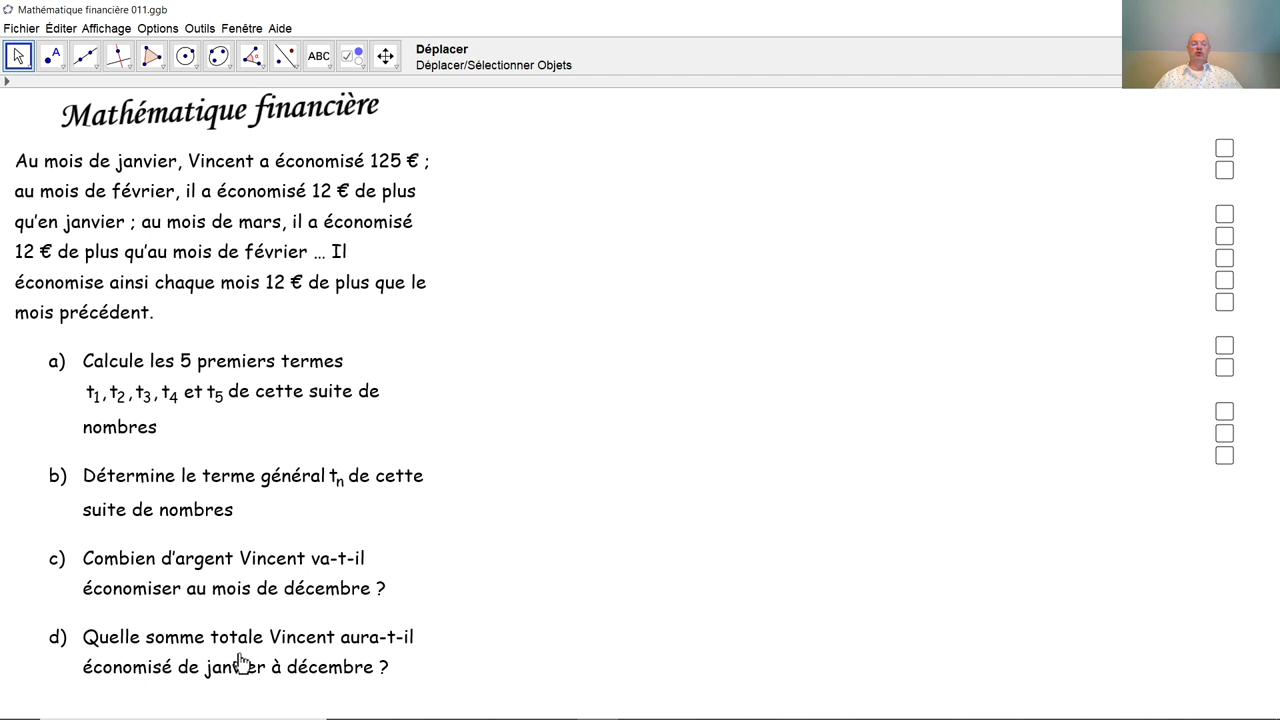 Mathématique financière 011.ggb
Fichier Éditer Affichage Options Outils Fenêtre Aide
A
ABC
Déplacer
Déplacer/Sélectionner Objets
Mathématique financière
Au mois de janvier, Vincent a économisé 125 € ;
au mois de février, il a économisé 12 € de plus
qu'en janvier ; au mois de mars, il a économisé
12 € de plus qu'au mois de février ... Il
économise ainsi chaque mois 12 € de plus que le
mois précédent.
a) Calcule les 5 premiers termes
t₁, t₂, t₃, t₄ et t₅ de cette suite de
nombres
b) Détermine le terme général tₙ de cette
suite de nombres
c) Combien d'argent Vincent va-t-il
économiser au mois de décembre ?
d) Quelle somme totale Vincent aura-t-il
économisé de janvier à décembre ?